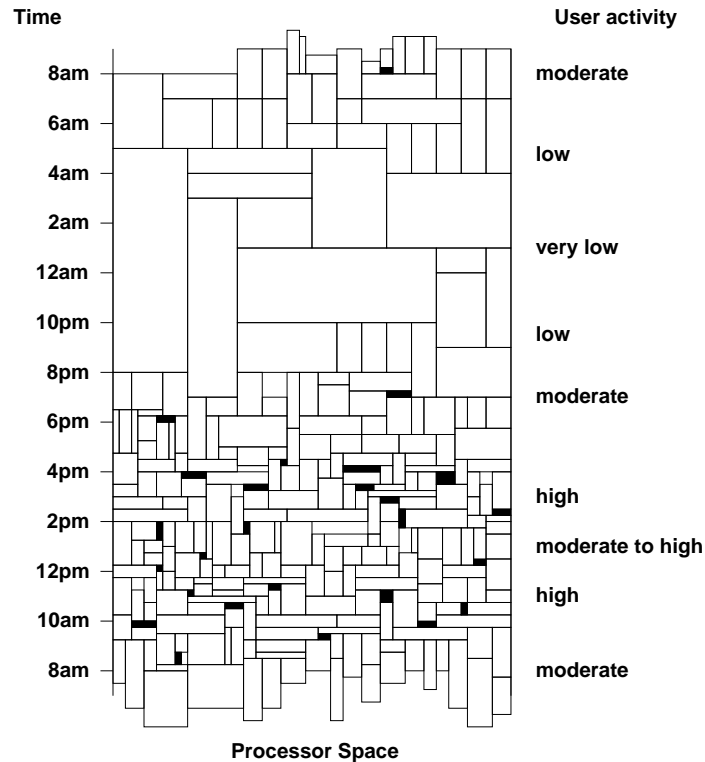 Time
User activity
8am
moderate
6am
low
4am
2am
very low
12am
10pm
low
8pm
moderate
6pm
4pm
high
2pm
moderate to high
12pm
high
10am
8am
moderate
Processor Space